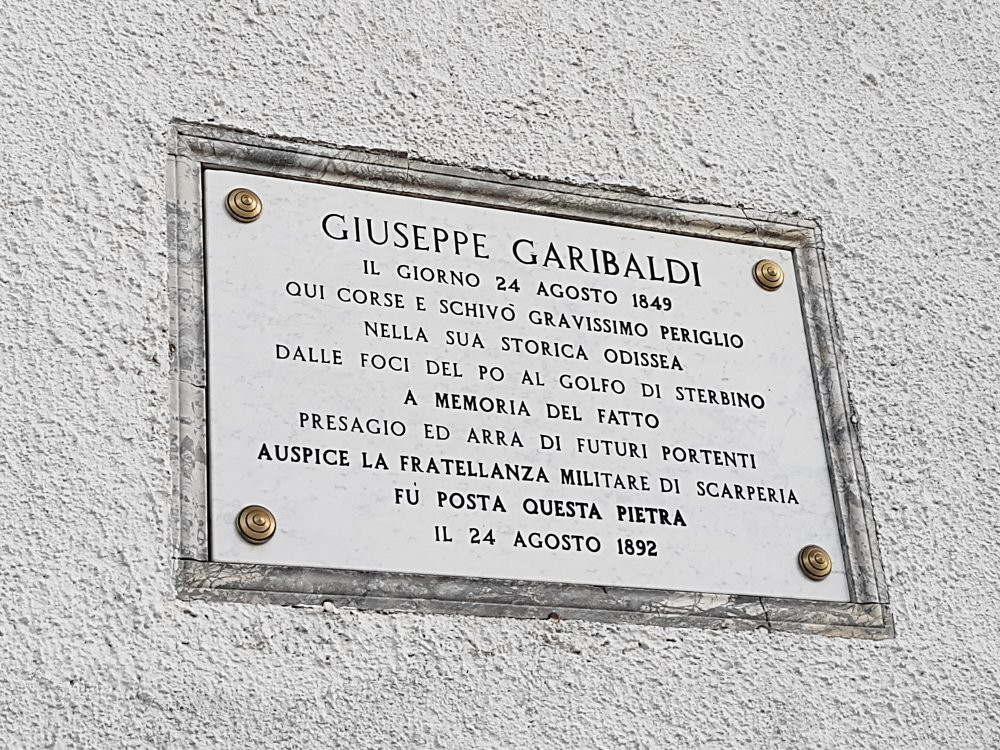 GIUSEPPE GARIBALDI
IL GIORNO 24 AGOSTO 1849
QUI CORSE E SCHIVÒ GRAVISSIMO PERIGLIO
NELLA SUA STORICA ODISSEA
DALLE FOCI DEL PO AL GOLFO DI STERBINO
A MEMORIA DEL FATTO
PRESAGIO ED ARRA DI FUTURI PORTENTI
AUSPICE LA FRATELLANZA MILITARE DI SCARPERIA
FÙ POSTA QUESTA PIETRA
IL 24 AGOSTO 1892